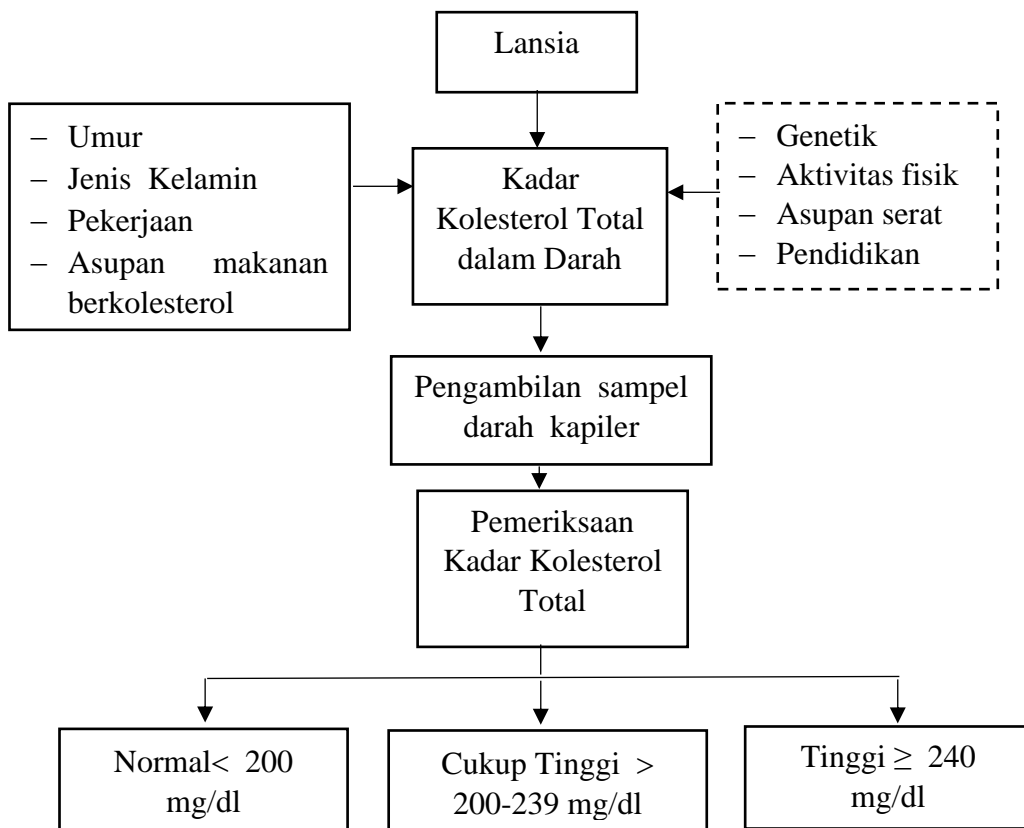 Lansia
– Umur
– Jenis Kelamin
– Pekerjaan
– Asupan makanan
berkolesterol
Kadar
Kolesterol Total
dalam Darah
– Genetik
– Aktivitas fisik
– Asupan serat
– Pendidikan
Pengambilan sampel
darah kapiler
Pemeriksaan
Kadar Kolesterol
Total
Normal< 200
mg/dl
Cukup Tinggi >
200-239 mg/dl
Tinggi ≥ 240
mg/dl